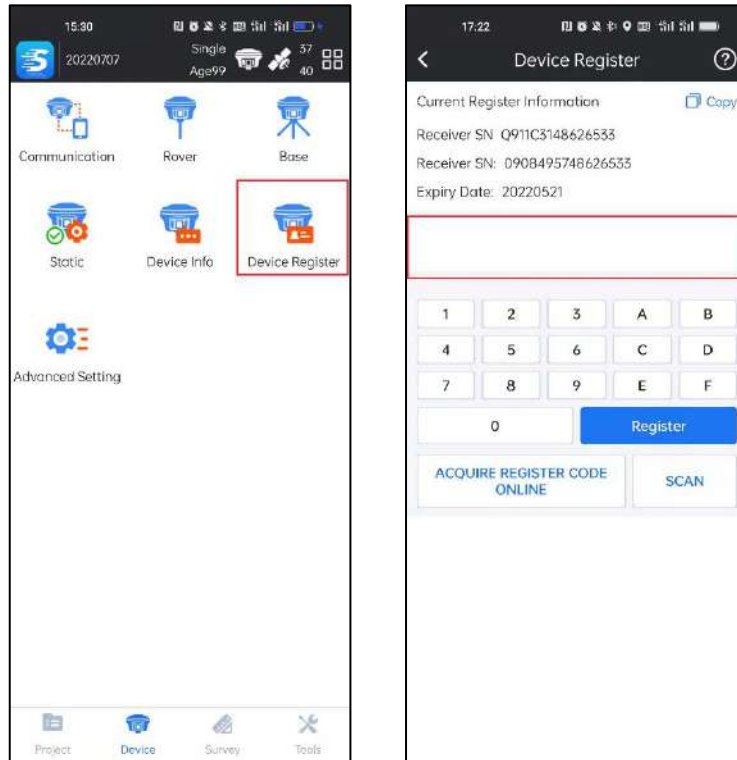 15:30
20220707
Single
Age99
37
40
Communication
Rover
Base
Static
Device Info
Device Register
Advanced Setting
Project
Device
Survey
Tools
17:22
Device Register
Current Register Information
Copy
Receiver SN Q911C3148626533
Receiver SN: 0908495748626533
Expiry Date: 20220521
1 2 3 A B
4 5 6 C D
7 8 9 E F
0 Register
ACQUIRE REGISTER CODE
ONLINE
SCAN